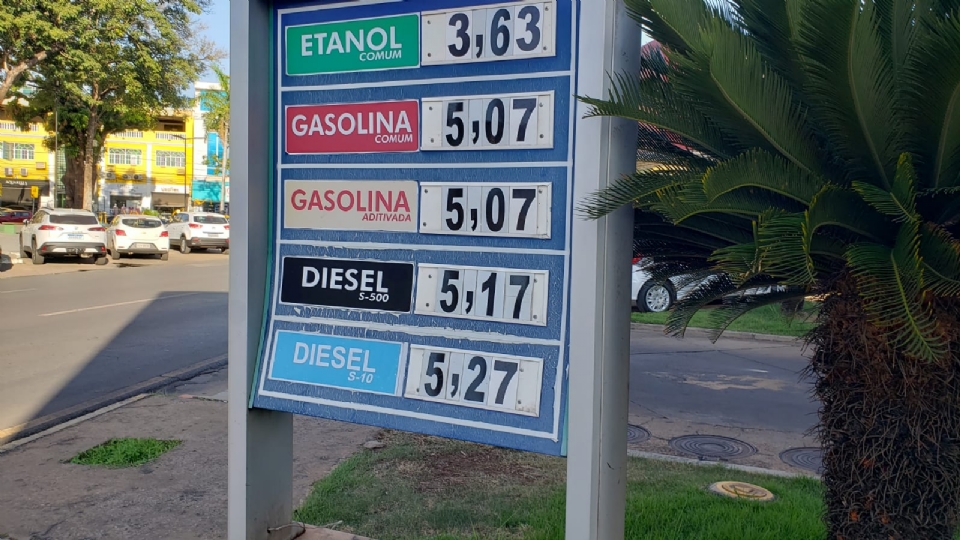 ETANOL 3,63
COMUM
GASOLINA 5,07
COMUM
GASOLINA 5,07
ADITIVADA
DIESEL 5,17
S-500
DIESEL 5,27
S-10